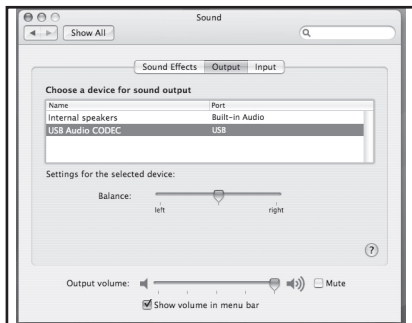 Sound
Show All
Sound Effects Output Input
Choose a device for sound output
Name Port
Internal speakers Built-in Audio
USB Audio CODEC USB
Settings for the selected device:
Balance:
left right
?
Output volume: Mute
Show volume in menu bar